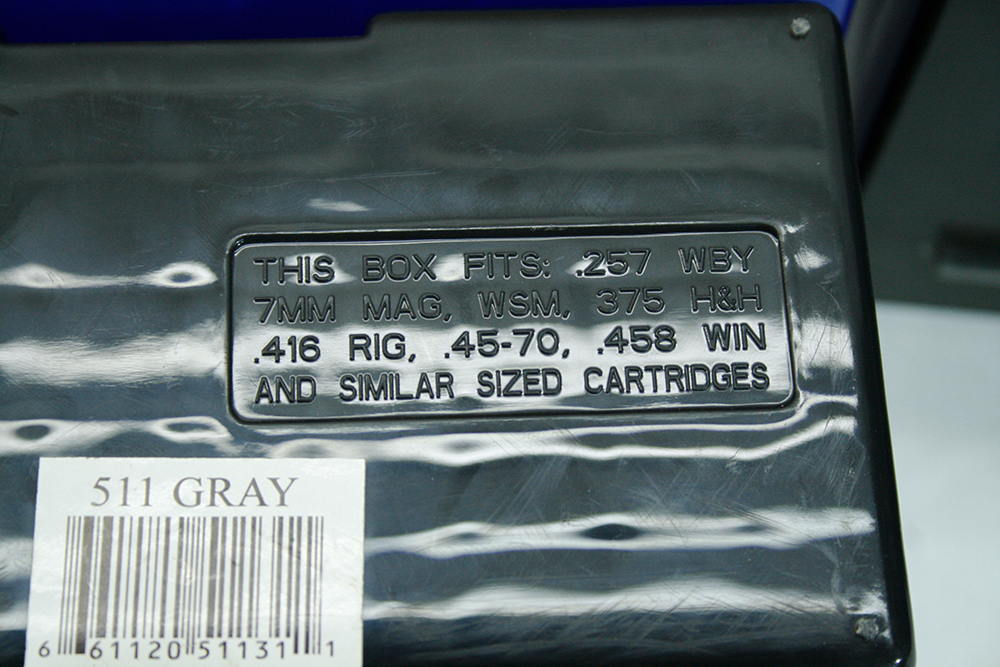 THIS BOX FITS: .257 WBY
7MM MAG, WSM, 375 H&H
.416 RIG, .45-70, .458 WIN
AND SIMILAR SIZED CARTRIDGES
511 GRAY
6 61120 51131 1